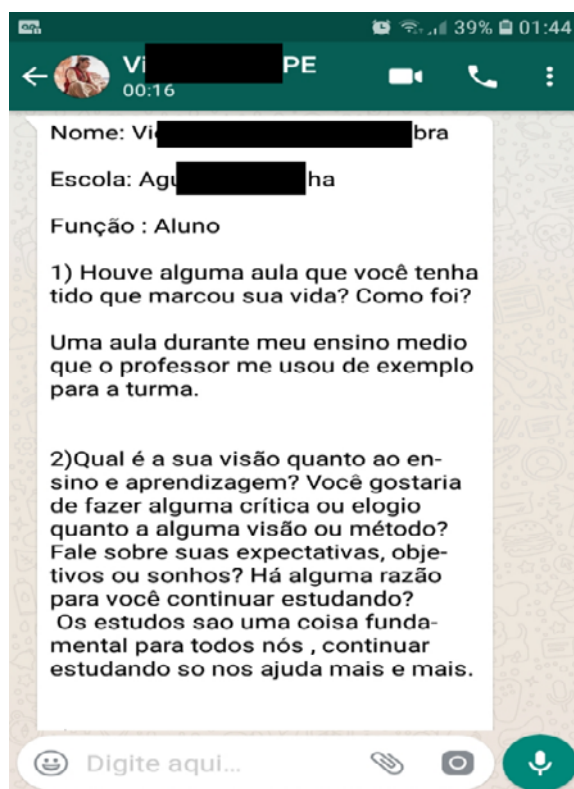 39% 01:44
Vi PE
00:16
Nome: Vi bra
Escola: Agu ha
Função : Aluno
1) Houve alguma aula que você tenha
tido que marcou sua vida? Como foi?
Uma aula durante meu ensino medio
que o professor me usou de exemplo
para a turma.
2)Qual é a sua visão quanto ao en-
sino e aprendizagem? Você gostaria
de fazer alguma crítica ou elogio
quanto a alguma visão ou método?
Fale sobre suas expectativas, obje-
tivos ou sonhos? Há alguma razão
para você continuar estudando?
Os estudos sao uma coisa funda-
mental para todos nós , continuar
estudando so nos ajuda mais e mais.
Digite aqui...